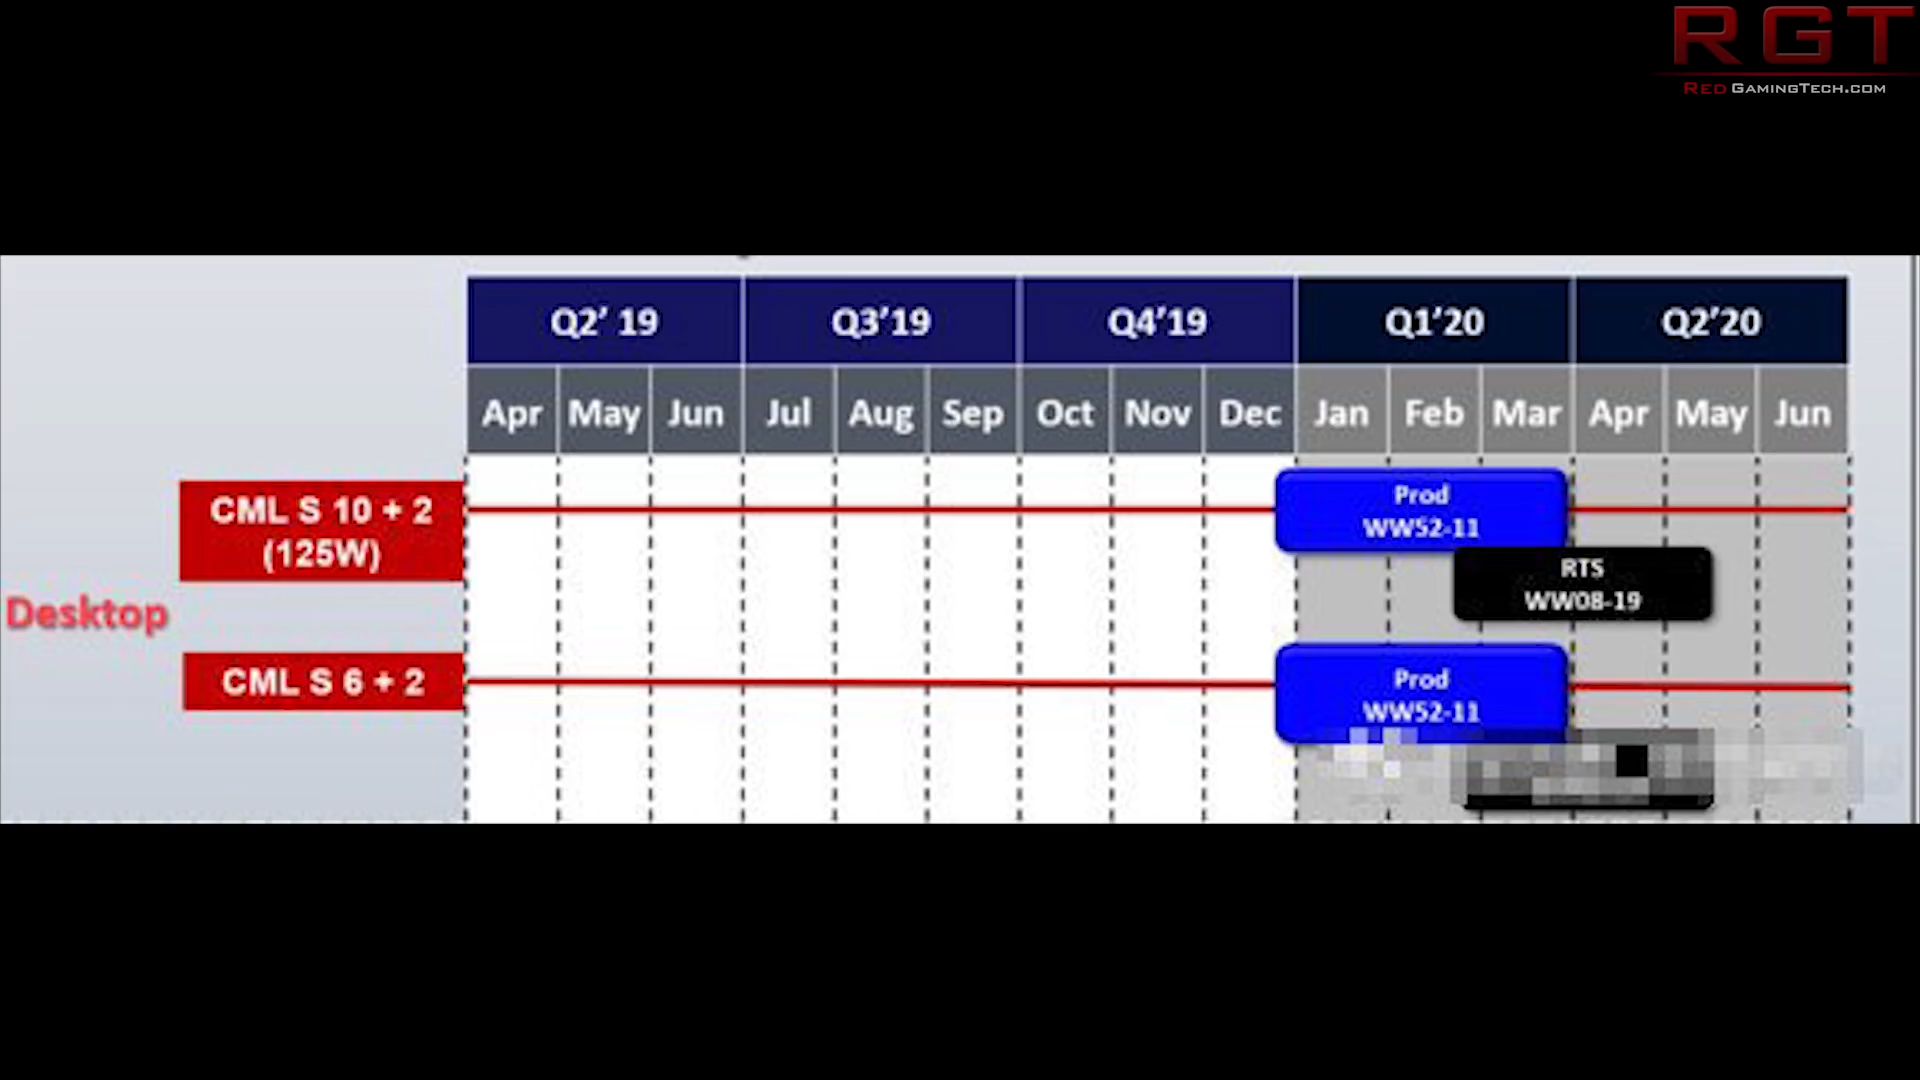 RGT
RED GAMINGTECH.COM
Q2’ 19 Q3’19 Q4’19 Q1’20 Q2’20
Apr May Jun Jul Aug Sep Oct Nov Dec Jan Feb Mar Apr May Jun
CML S 10 + 2
(125W)
Prod
WW52-11
RTS
WW08-19
Desktop
CML S 6 + 2
Prod
WW52-11